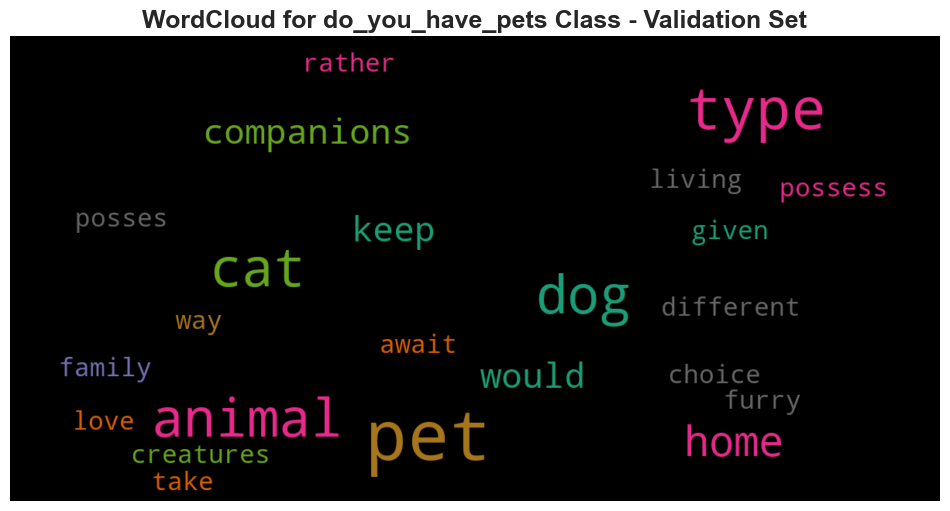 WordCloud for do_you_have_pets Class - Validation Set
rather
type
companions
living
possess
posses
keep
given
cat
dog
different
way
await
family
would
choice
furry
love
animal
pet
home
creatures
take